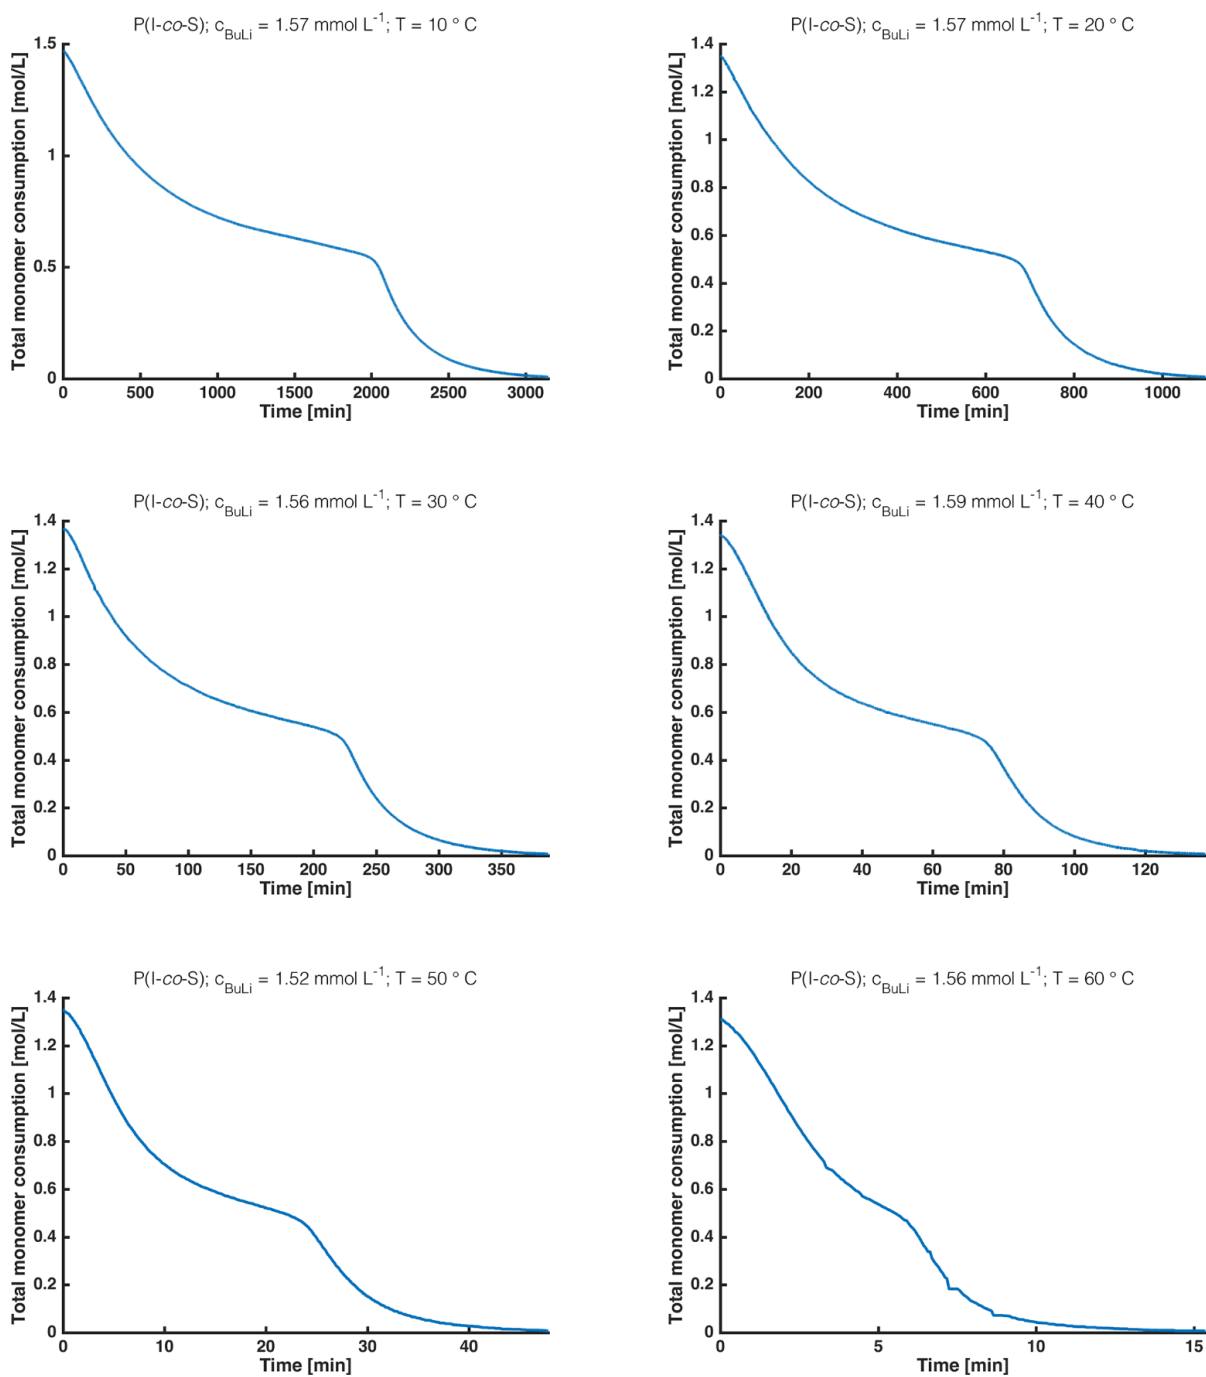 P(I-co-S); cBuLi = 1.57 mmol L-1; T = 10 ° C
Total monomer consumption [mol/L]
1.5
1
0.5
0
0 500 1000 1500 2000 2500 3000
Time [min]
P(I-co-S); cBuLi = 1.57 mmol L-1; T = 20 ° C
Total monomer consumption [mol/L]
1.4
1.2
1
0.8
0.6
0.4
0.2
0
0 200 400 600 800 1000
Time [min]
P(I-co-S); cBuLi = 1.56 mmol L-1; T = 30 ° C
Total monomer consumption [mol/L]
1.4
1.2
1
0.8
0.6
0.4
0.2
0
0 50 100 150 200 250 300 350
Time [min]
P(I-co-S); cBuLi = 1.59 mmol L-1; T = 40 ° C
Total monomer consumption [mol/L]
1.4
1.2
1
0.8
0.6
0.4
0.2
0
0 20 40 60 80 100 120
Time [min]
P(I-co-S); cBuLi = 1.52 mmol L-1; T = 50 ° C
Total monomer consumption [mol/L]
1.4
1.2
1
0.8
0.6
0.4
0.2
0
0 10 20 30 40
Time [min]
P(I-co-S); cBuLi = 1.56 mmol L-1; T = 60 ° C
Total monomer consumption [mol/L]
1.4
1.2
1
0.8
0.6
0.4
0.2
0
0 5 10 15
Time [min]